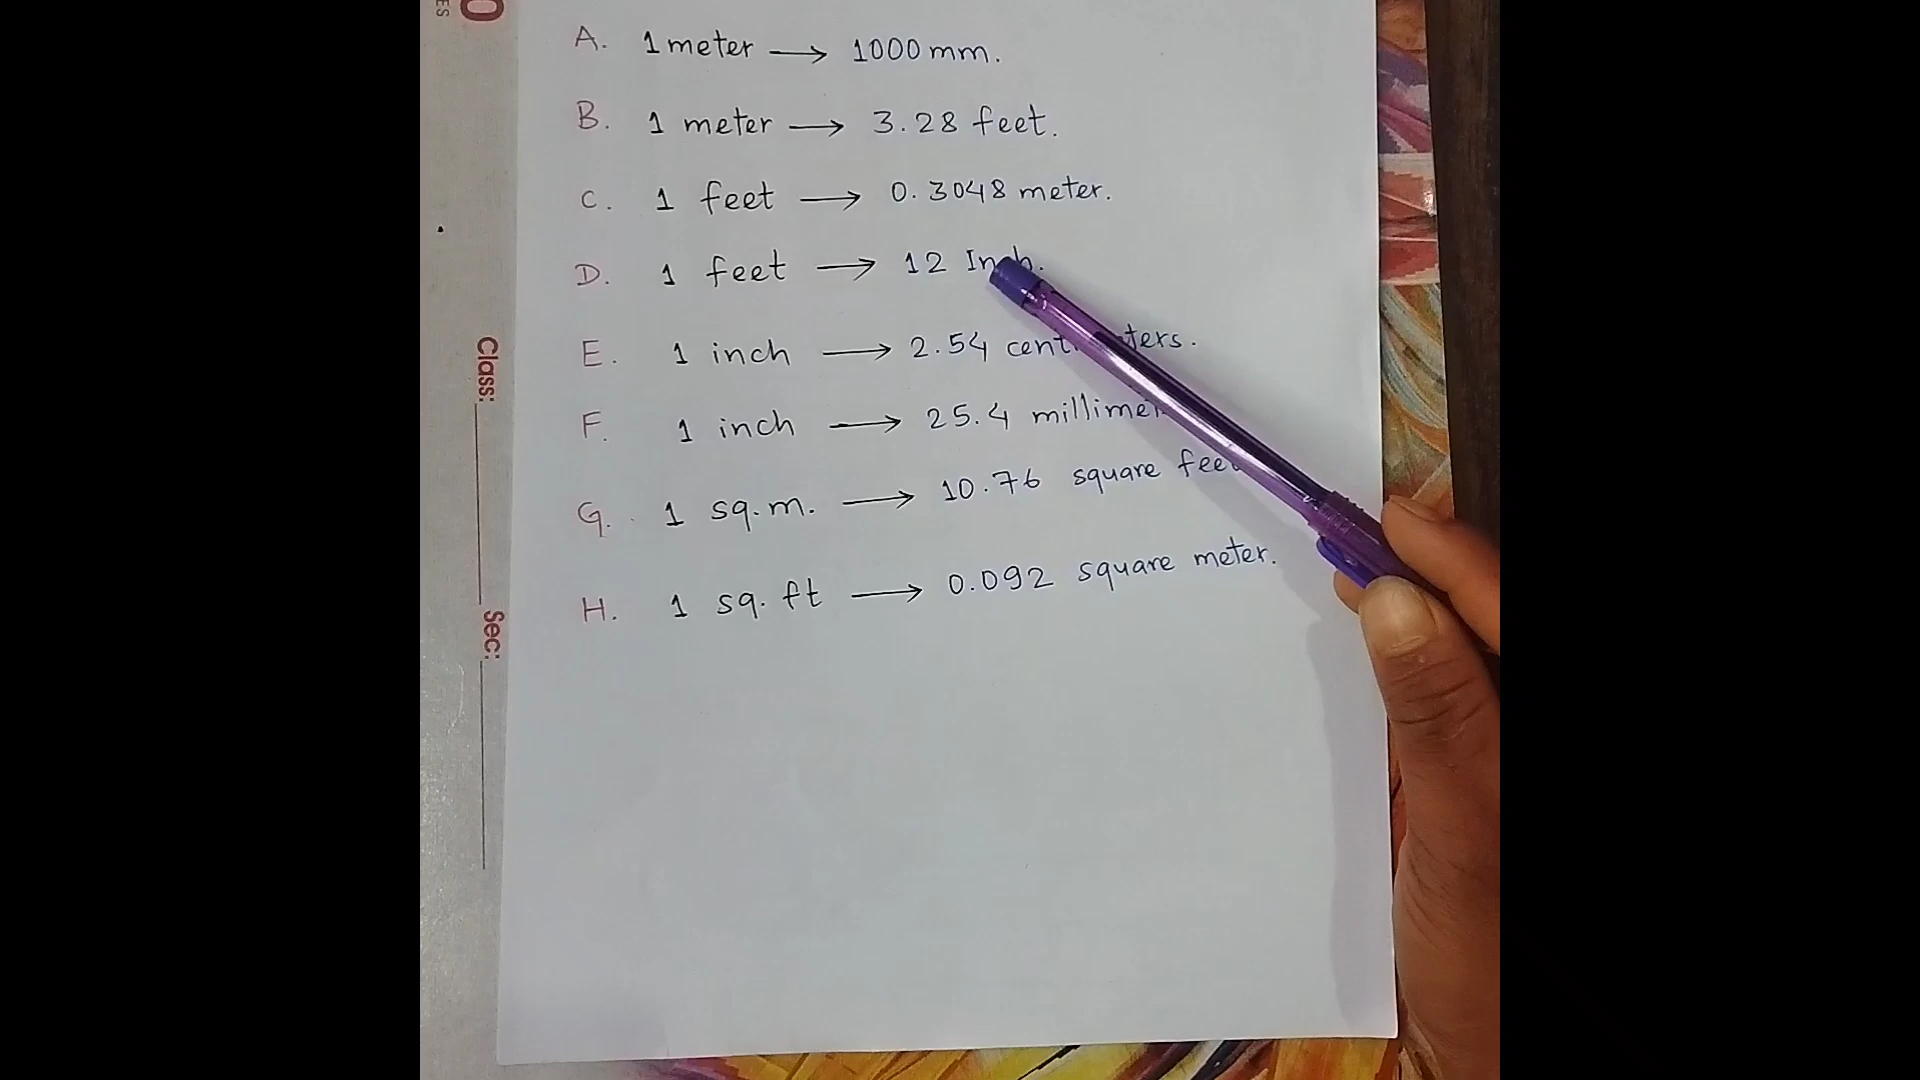 A. 1 meter → 1000 mm.
B. 1 meter → 3.28 feet.
C. 1 feet → 0.3048 meter.
D. 1 feet → 12 Inch.
E. 1 inch → 2.54
F. 1 inch → 25.4
G. 1 sq.m. → 10.76 square feet
H. 1 sq. ft → 0.092 square meter.
Class:
Sec: